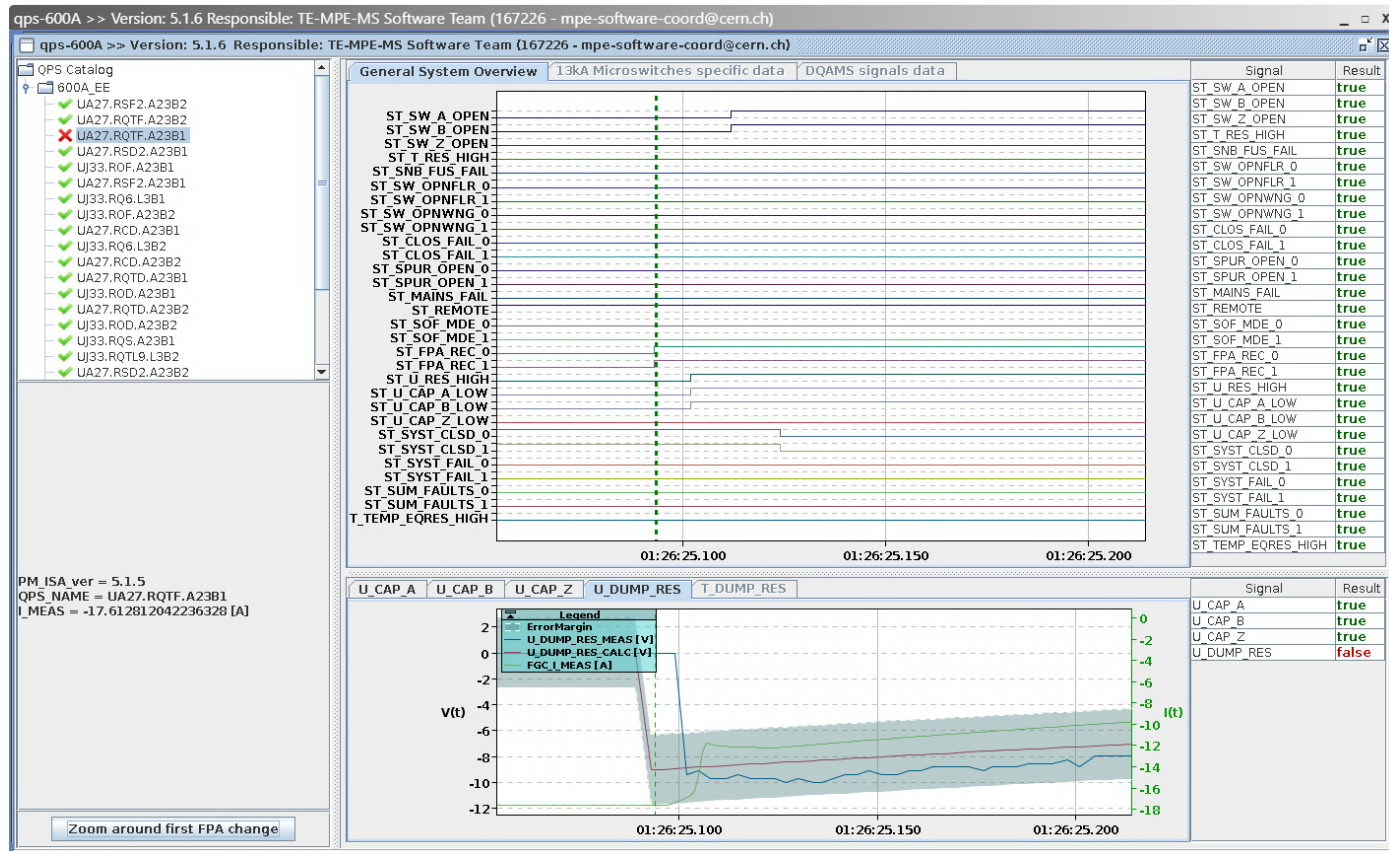 qps-600A >> Version: 5.1.6 Responsible: TE-MPE-MS Software Team (167226 - mpe-software-coord@cern.ch)
qps-600A >> Version: 5.1.6 Responsible: TE-MPE-MS Software Team (167226 - mpe-software-coord@cern.ch)
QPS Catalog
600A_EE
UA27.RSF2.A23B2
UA27.RQTF.A23B2
UA27.RQTF.A23B1
UA27.RSD2.A23B1
UJ33.ROF.A23B1
UA27.RSF2.A23B1
UJ33.RQ6.L3B1
UJ33.ROF.A23B2
UA27.RCD.A23B1
UJ33.RQ6.L3B2
UA27.RCD.A23B2
UA27.RQTD.A23B1
UJ33.ROD.A23B1
UA27.RQTD.A23B2
UJ33.ROD.A23B2
UJ33.RQS.A23B1
UJ33.RQTL9.L3B2
UA27.RSD2.A23B2
PM_ISA_ver = 5.1.5
QPS_NAME = UA27.RQTF.A23B1
I_MEAS = -17.612812042236328 [A]
Zoom around first FPA change
General System Overview 13kA Microswitches specific data DQAMS signals data
ST_SW_A_OPEN
ST_SW_B_OPEN
ST_SW_Z_OPEN
ST_T_RES_HIGH
ST_SNB_FUS_FAIL
ST_SW_OPNFLR_0
ST_SW_OPNFLR_1
ST_SW_OPNWNG_0
ST_SW_OPNWNG_1
ST_CLOS_FAIL_0
ST_CLOS_FAIL_1
ST_SPUR_OPEN_0
ST_SPUR_OPEN_1
ST_MAINS_FAIL
ST_REMOTE
ST_SOF_MDE_0
ST_SOF_MDE_1
ST_FPA_REC_0
ST_FPA_REC_1
ST_U_RES_HIGH
ST_U_CAP_A_LOW
ST_U_CAP_B_LOW
ST_U_CAP_Z_LOW
ST_SYST_CLSD_0
ST_SYST_CLSD_1
ST_SYST_FAIL_0
ST_SYST_FAIL_1
ST_SUM_FAULTS_0
ST_SUM_FAULTS_1
T_TEMP_EQRES_HIGH
01:26:25.100 01:26:25.150 01:26:25.200
Signal Result
ST_SW_A_OPEN true
ST_SW_B_OPEN true
ST_SW_Z_OPEN true
ST_T_RES_HIGH true
ST_SNB_FUS_FAIL true
ST_SW_OPNFLR_0 true
ST_SW_OPNFLR_1 true
ST_SW_OPNWNG_0 true
ST_SW_OPNWNG_1 true
ST_CLOS_FAIL_0 true
ST_CLOS_FAIL_1 true
ST_SPUR_OPEN_0 true
ST_SPUR_OPEN_1 true
ST_MAINS_FAIL true
ST_REMOTE true
ST_SOF_MDE_0 true
ST_SOF_MDE_1 true
ST_FPA_REC_0 true
ST_FPA_REC_1 true
ST_U_RES_HIGH true
ST_U_CAP_A_LOW true
ST_U_CAP_B_LOW true
ST_U_CAP_Z_LOW true
ST_SYST_CLSD_0 true
ST_SYST_CLSD_1 true
ST_SYST_FAIL_0 true
ST_SYST_FAIL_1 true
ST_SUM_FAULTS_0 true
ST_SUM_FAULTS_1 true
ST_TEMP_EQRES_HIGH true
U_CAP_A U_CAP_B U_CAP_Z U_DUMP_RES T_DUMP_RES
Legend
ErrorMargin
U_DUMP_RES_MEAS [V]
U_DUMP_RES_CALC [V]
FGC_I_MEAS [A]
V(t)
2
0
-2
-4
-6
-8
-10
-12
I(t)
0
-2
-4
-6
-8
-10
-12
-14
-16
-18
01:26:25.100 01:26:25.150 01:26:25.200
Signal Result
U_CAP_A true
U_CAP_B true
U_CAP_Z true
U_DUMP_RES false